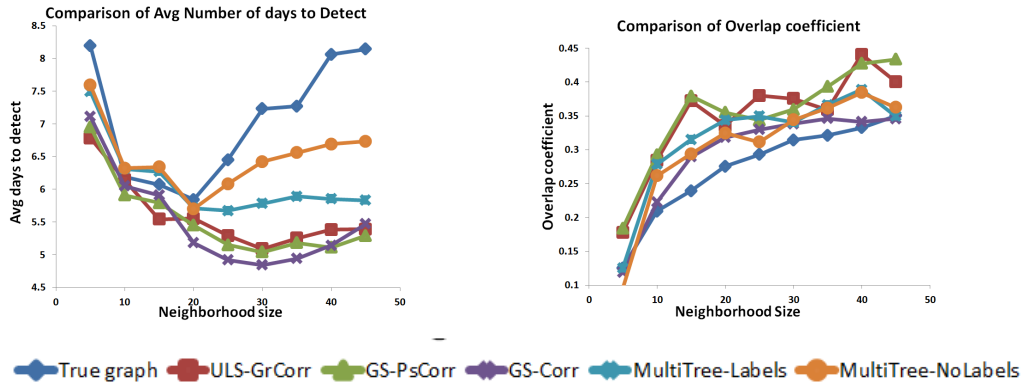 Comparison of Avg Number of days to Detect
8.5
8
7.5
7
6.5
6
5.5
5
4.5
Avg days to detect
0 10 20 30 40 50
Neighborhood size
Comparison of Overlap coefficient
0.45
0.4
0.35
0.3
0.25
0.2
0.15
0.1
Overlap coefficient
0 10 20 30 40 50
Neighborhood Size
True graph ULS-GrCorr GS-PsCorr GS-Corr MultiTree-Labels MultiTree-NoLabels